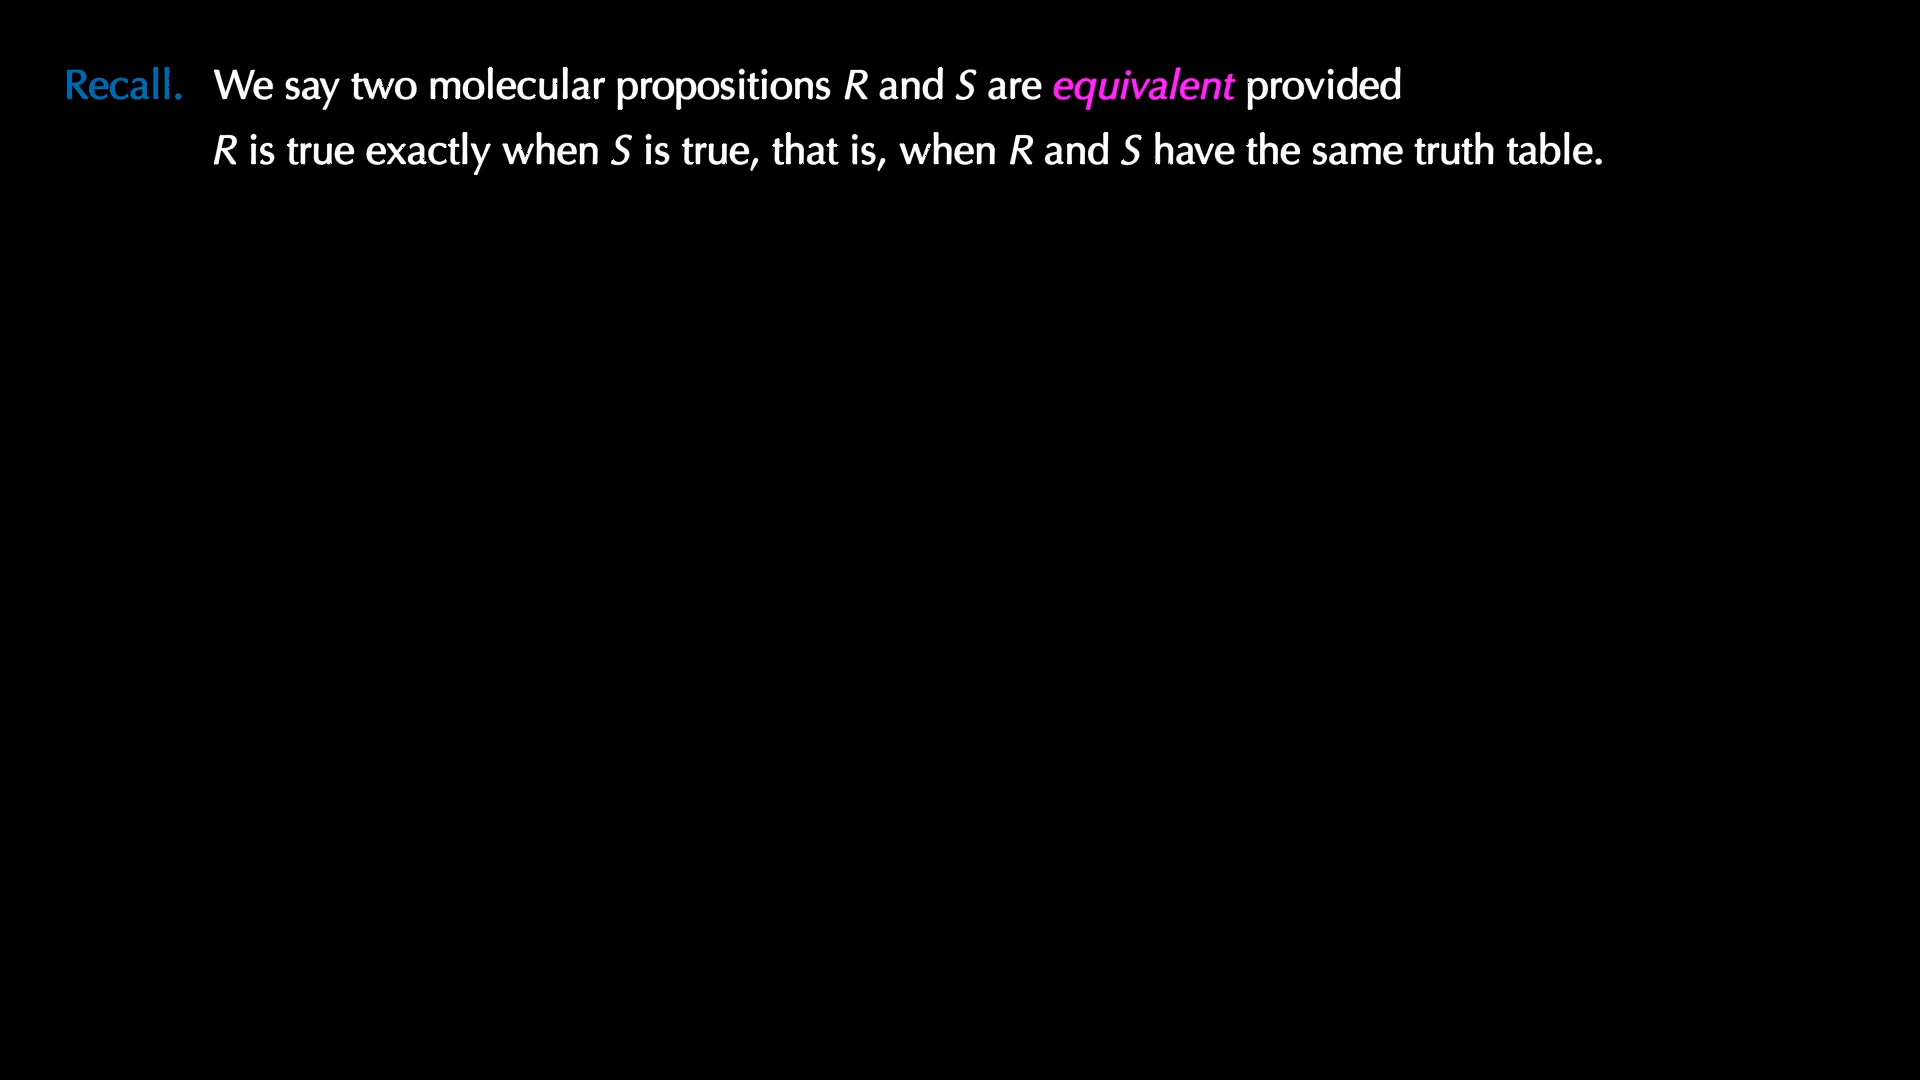 Recall. We say two molecular propositions R and S are equivalent provided
R is true exactly when S is true, that is, when R and S have the same truth table.